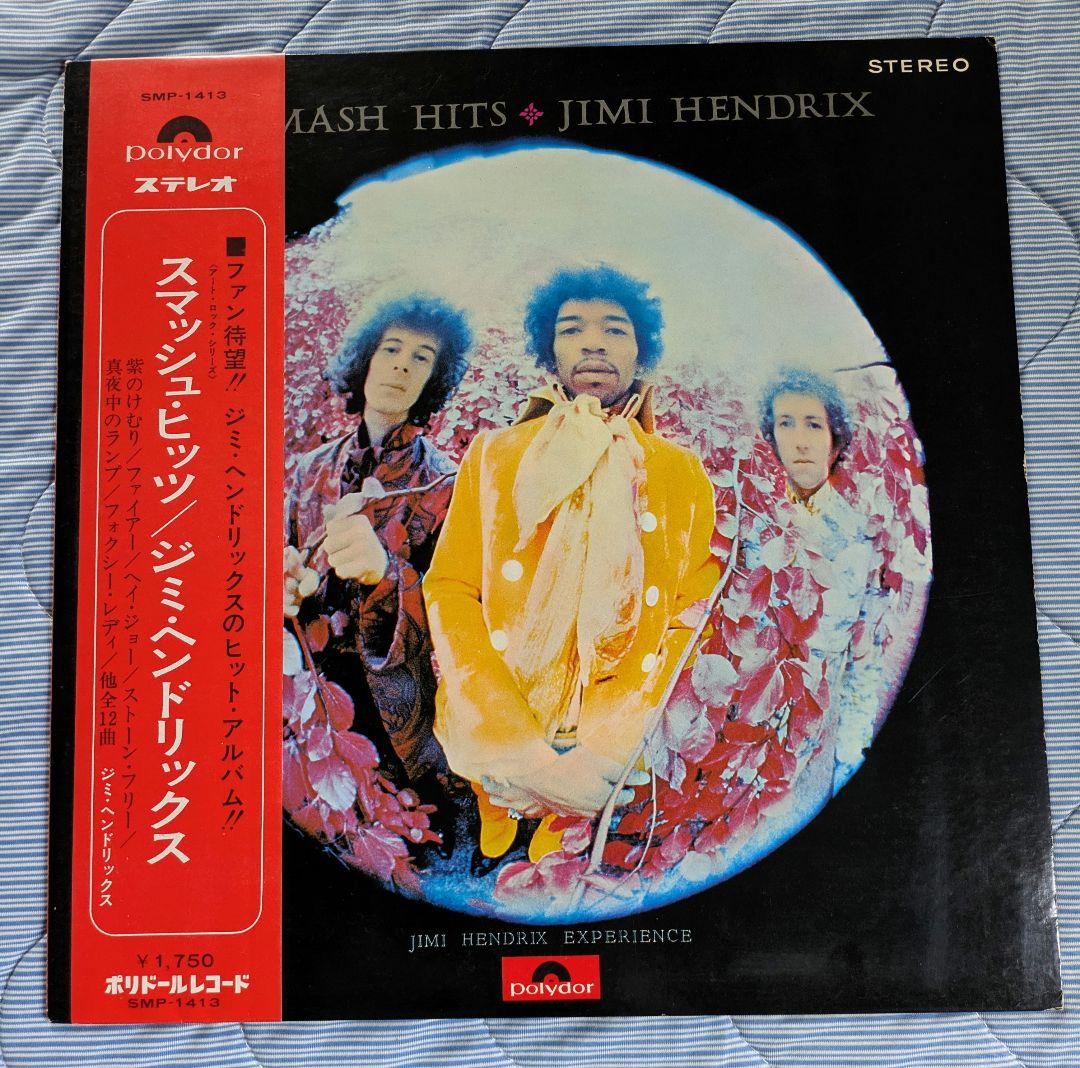 SMP-1413
polydor
ステレオ
■ファン待望!! ジミ・ヘンドリックスのヒット・アルバム!!
〈アート・ロック・シリーズ〉
スマッシュ・ヒッツ/ジミ・ヘンドリックス
紫のけむり/ファイアー/ヘイ・ジョー/ストーン・フリー/
真夜中のランプ/フォクシー・レディ/他全12曲
ジミ・ヘンドリックス
¥1,750
ポリドールレコード
SMP-1413
STEREO
MASH HITS JIMI HENDRIX
JIMI HENDRIX EXPERIENCE
polydor